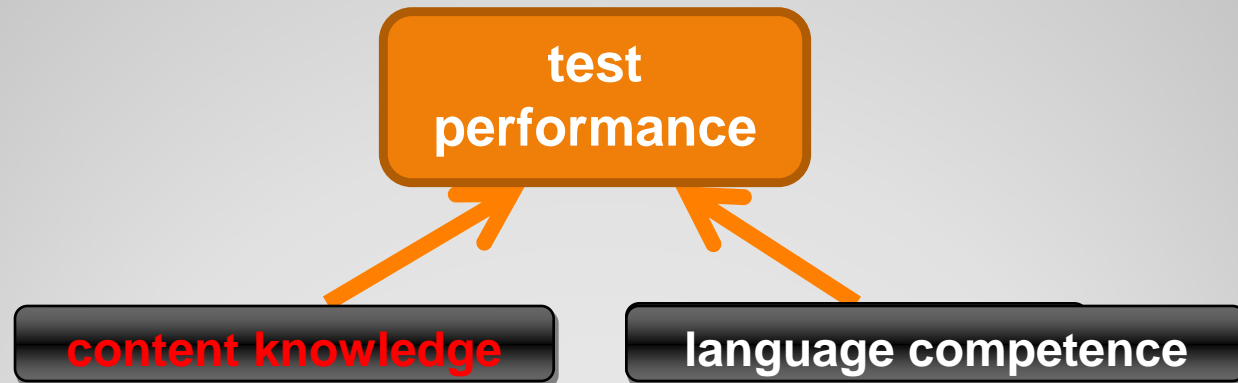 test
performance
content knowledge
language competence